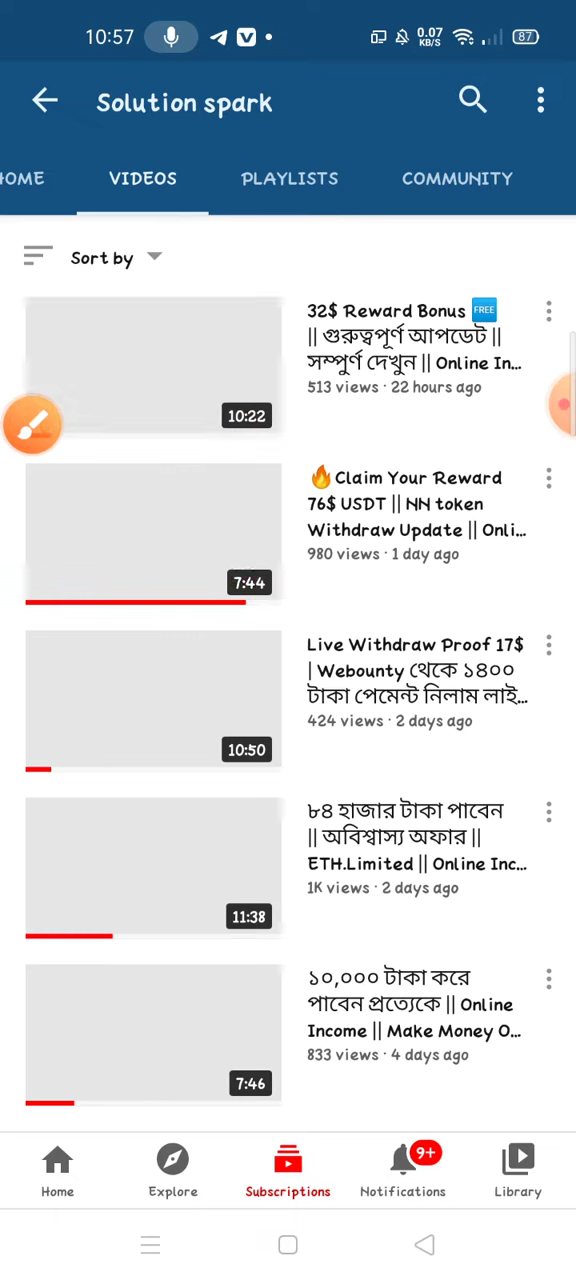 10:57
0.07
KB/S
87
Solution spark
HOME VIDEOS PLAYLISTS COMMUNITY
Sort by
32$ Reward Bonus FREE
|| গুরুত্বপূর্ণ আপডেট ||
সম্পুর্ণ দেখুন || Online In...
513 views · 22 hours ago
10:22
🔥Claim Your Reward
76$ USDT || NN token
Withdraw Update || Onli...
980 views · 1 day ago
7:44
Live Withdraw Proof 17$
| Webounty থেকে ১৪০০
টাকা পেমেন্ট নিলাম লাই...
424 views · 2 days ago
10:50
৮৪ হাজার টাকা পাবেন
|| অবিশ্বাস্য অফার ||
ETH.Limited || Online Inc...
1K views · 2 days ago
11:38
১০,০০০ টাকা করে
পাবেন প্রত্যেকে || Online
Income || Make Money O...
833 views · 4 days ago
7:46
9+
Home Explore Subscriptions Notifications Library